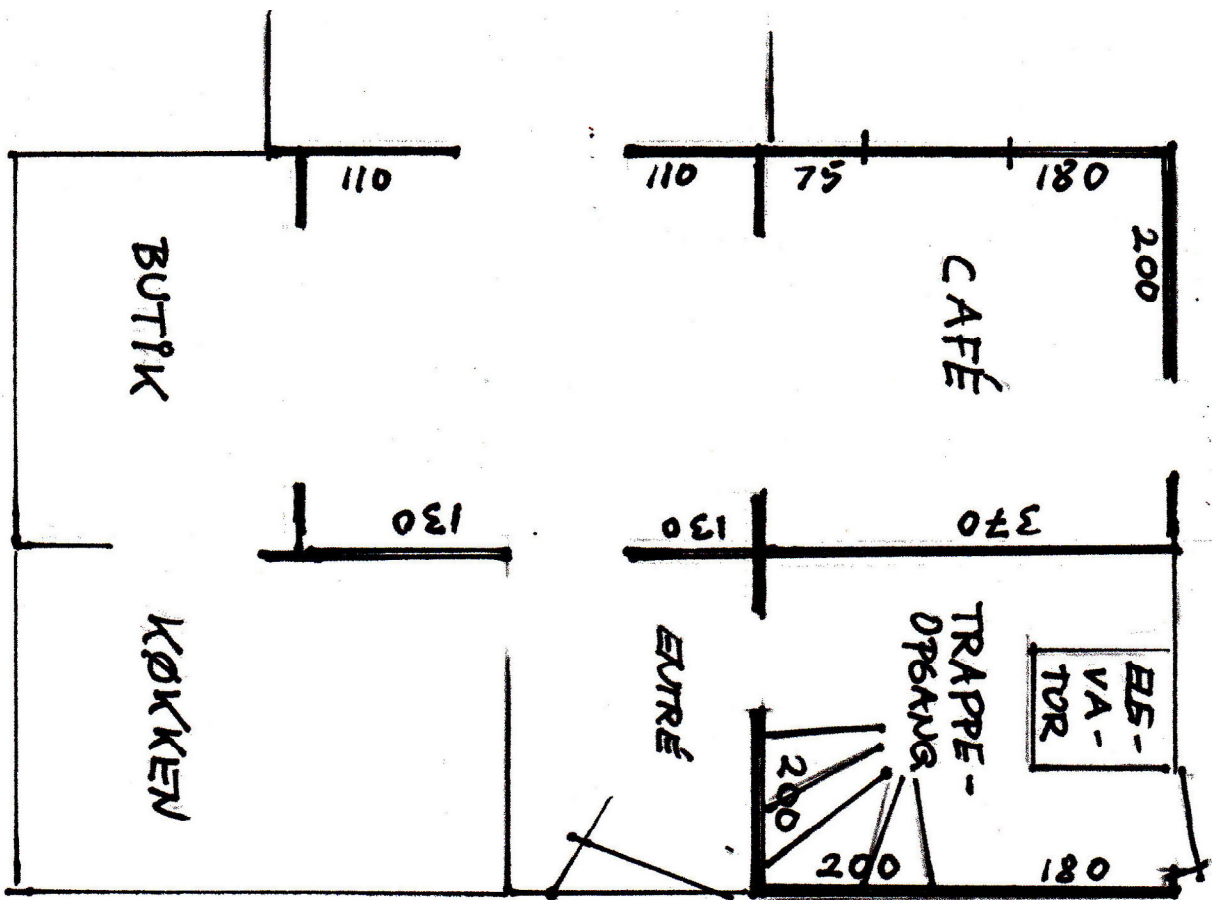 110
110
75
180
200
BUTIK
CAFÉ
130
130
370
KØKKEN
ENTRÉ
TRAPPE-
OPGANG
ELE-
VA-
TOR
200
200
180